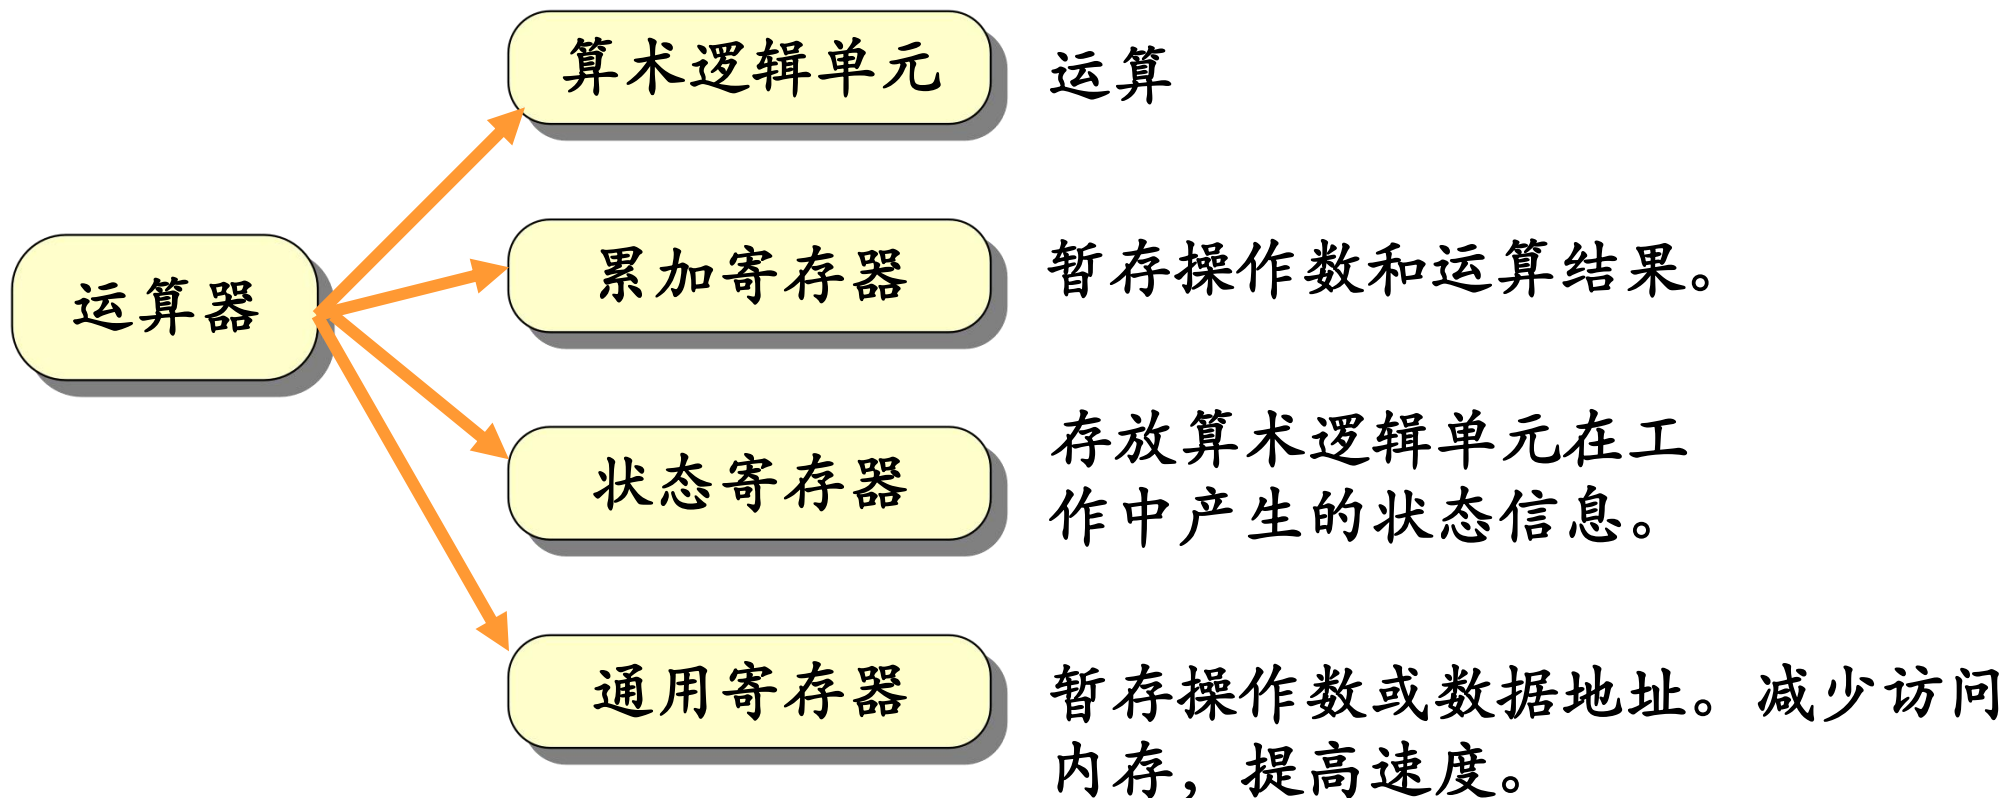 算术逻辑单元
运算
运算器
累加寄存器
暂存操作数和运算结果。
状态寄存器
存放算术逻辑单元在工
作中产生的状态信息。
通用寄存器
暂存操作数或数据地址。减少访问
内存，提高速度。